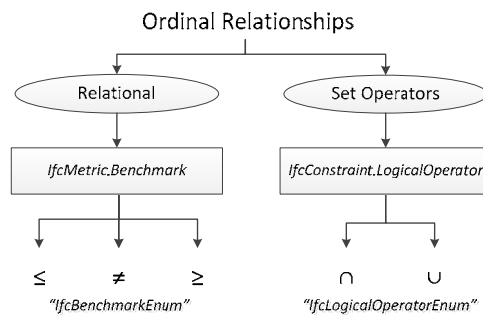 Ordinal Relationships
Relational
Set Operators
IfcMetric.Benchmark
IfcConstraint.LogicalOperator
≤ ≠ ≥
∩ ∪
"IfcBenchmarkEnum"
"IfcLogicalOperatorEnum"